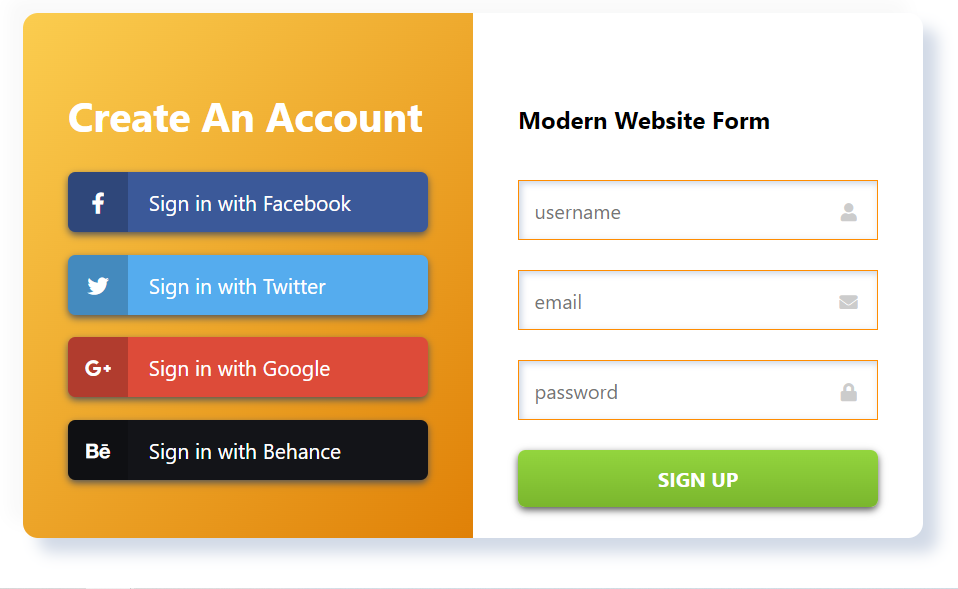 Create An Account
Sign in with Facebook
Sign in with Twitter
G+ Sign in with Google
Bē Sign in with Behance
Modern Website Form
username
email
password
SIGN UP